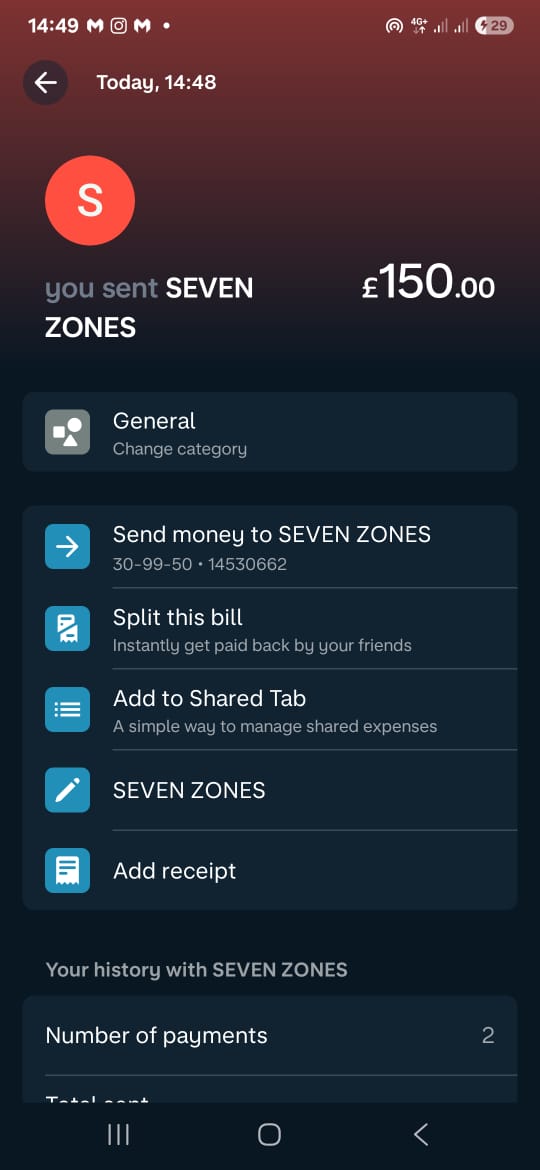 14:49
4G+
29
Today, 14:48
S
you sent SEVEN
ZONES
£150.00
General
Change category
Send money to SEVEN ZONES
30-99-50 • 14530662
Split this bill
Instantly get paid back by your friends
Add to Shared Tab
A simple way to manage shared expenses
SEVEN ZONES
Add receipt
Your history with SEVEN ZONES
Number of payments
2
Total sent